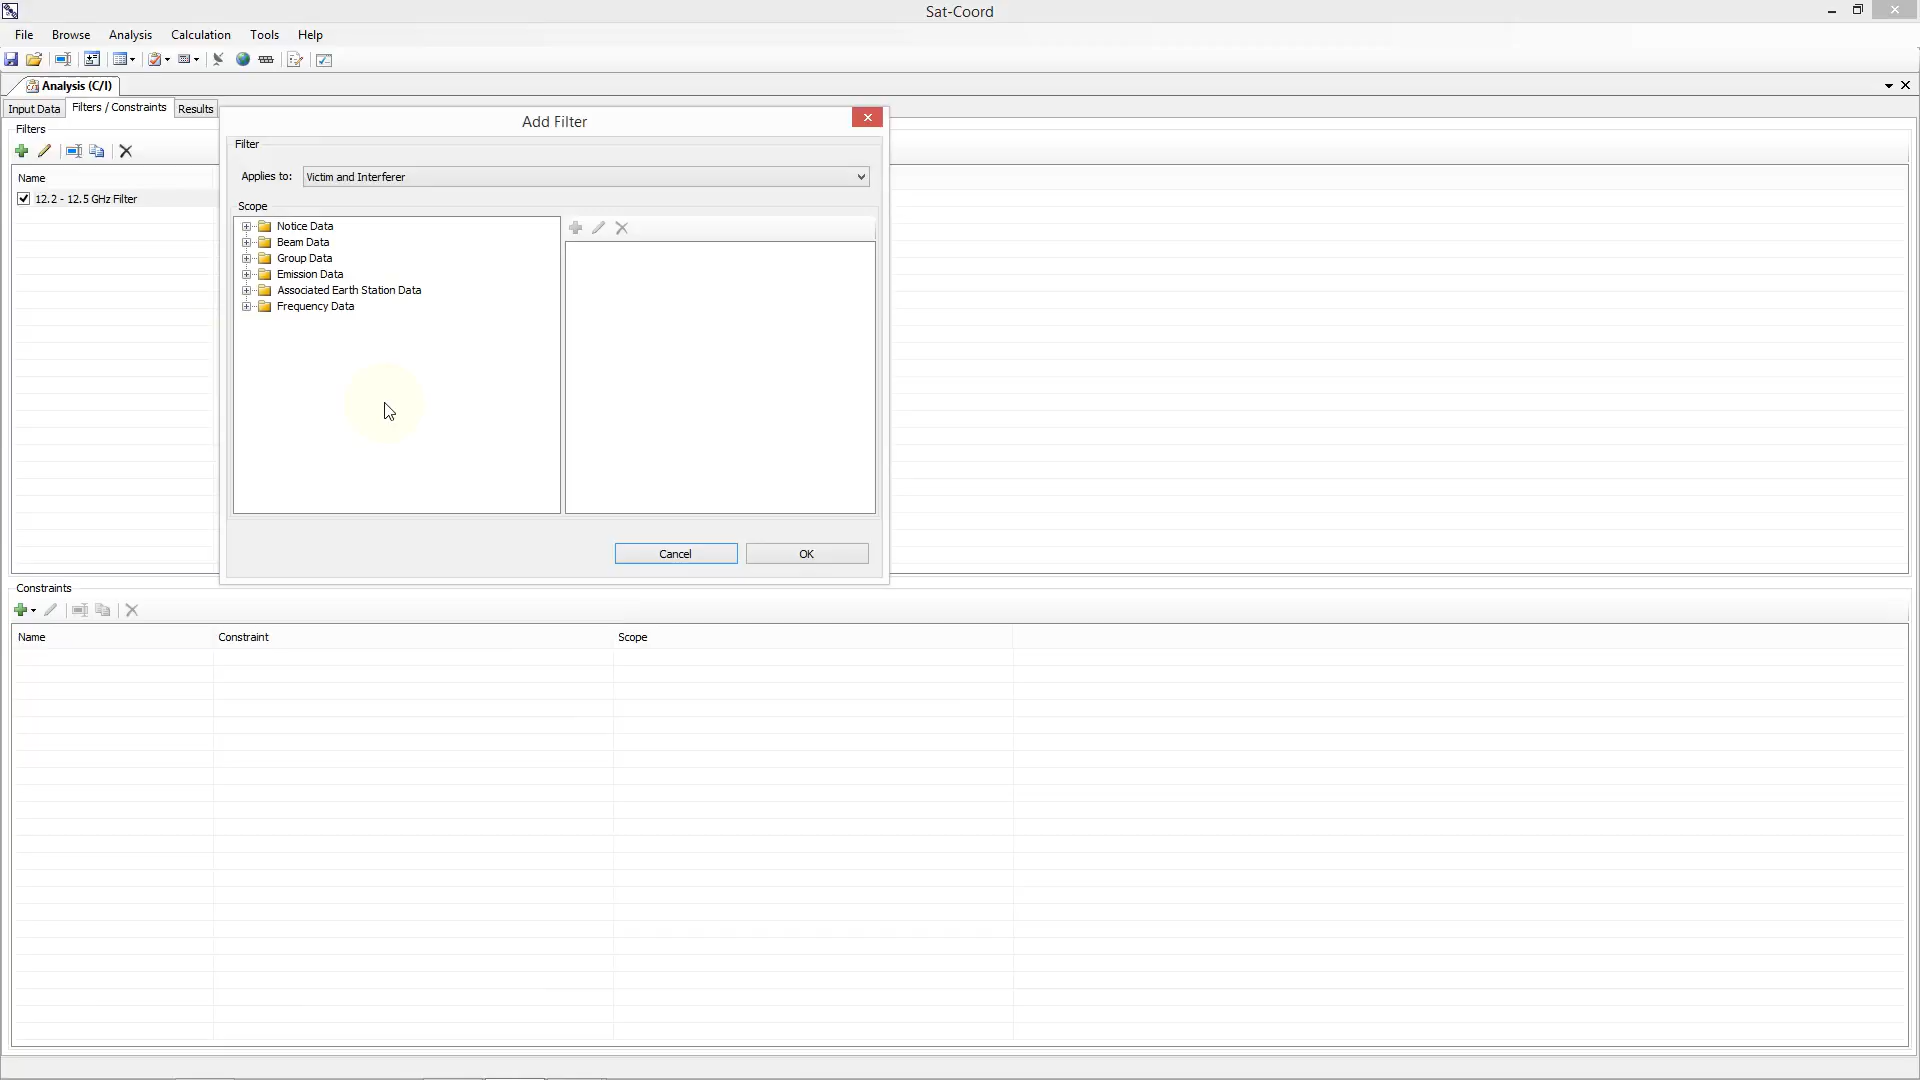 Sat-Coord
File Browse Analysis Calculation Tools Help
Analysis (C/I)
Input Data Filters / Constraints Results
Filters
Name
12.2 - 12.5 GHz Filter
Add Filter
Filter
Applies to: Victim and Interferer
Scope
Notice Data
Beam Data
Group Data
Emission Data
Associated Earth Station Data
Frequency Data
Cancel OK
Constraints
Name Constraint Scope